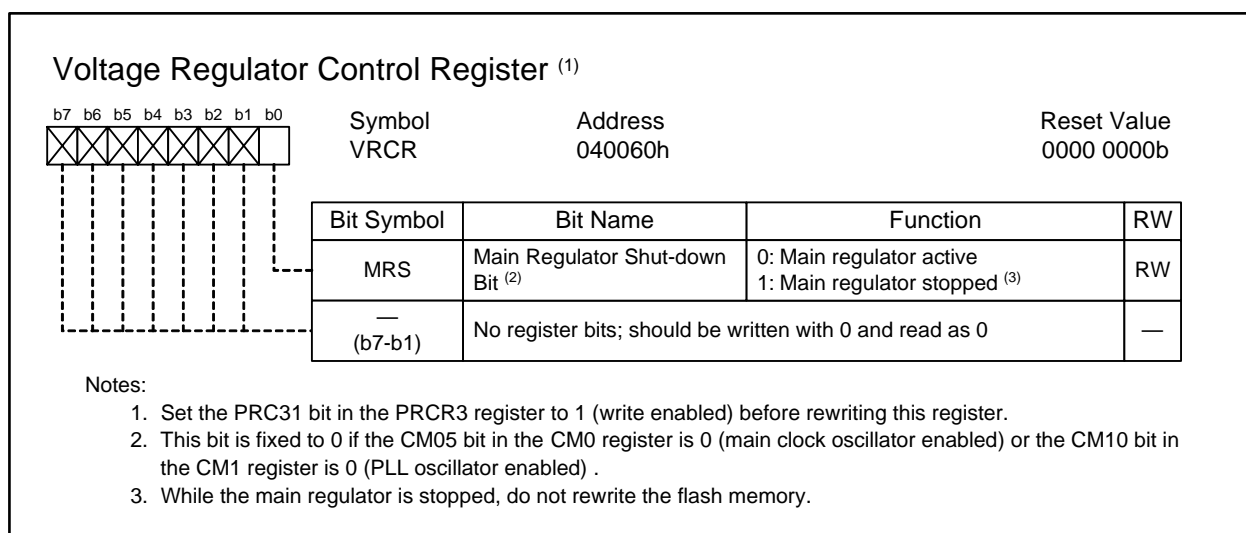 Voltage Regulator Control Register (1)
b7 b6 b5 b4 b3 b2 b1 b0
Symbol Address Reset Value
VRCR 040060h 0000 0000b
Bit Symbol Bit Name Function RW
MRS Main Regulator Shut-down Bit (2) 0: Main regulator active 1: Main regulator stopped (3) RW
— (b7-b1) No register bits; should be written with 0 and read as 0 —
Notes:
1. Set the PRC31 bit in the PRCR3 register to 1 (write enabled) before rewriting this register.
2. This bit is fixed to 0 if the CM05 bit in the CM0 register is 0 (main clock oscillator enabled) or the CM10 bit in
the CM1 register is 0 (PLL oscillator enabled) .
3. While the main regulator is stopped, do not rewrite the flash memory.